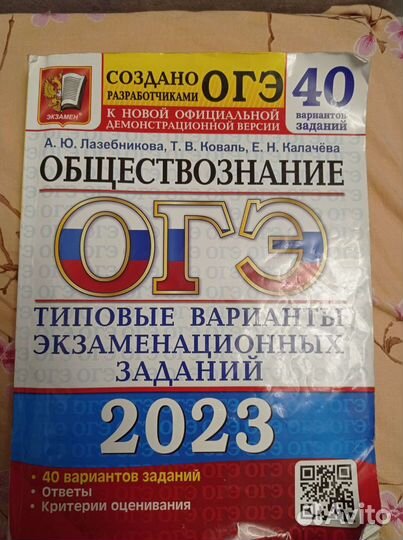 СОЗДАНО
РАЗРАБОТЧИКАМИ ОГЭ
К НОВОЙ ОФИЦИАЛЬНОЙ
ДЕМОНСТРАЦИОННОЙ ВЕРСИИ
ЭКЗАМЕН
40
вариантов
заданий
А. Ю. Лазебникова, Т. В. Коваль, Е. Н. Калачёва
ОБЩЕСТВОЗНАНИЕ
ОГЭ
ТИПОВЫЕ ВАРИАНТЫ
ЭКЗАМЕНАЦИОННЫХ
ЗАДАНИЙ
2023
• 40 вариантов заданий
• Ответы
• Критерии оценивания
Avito